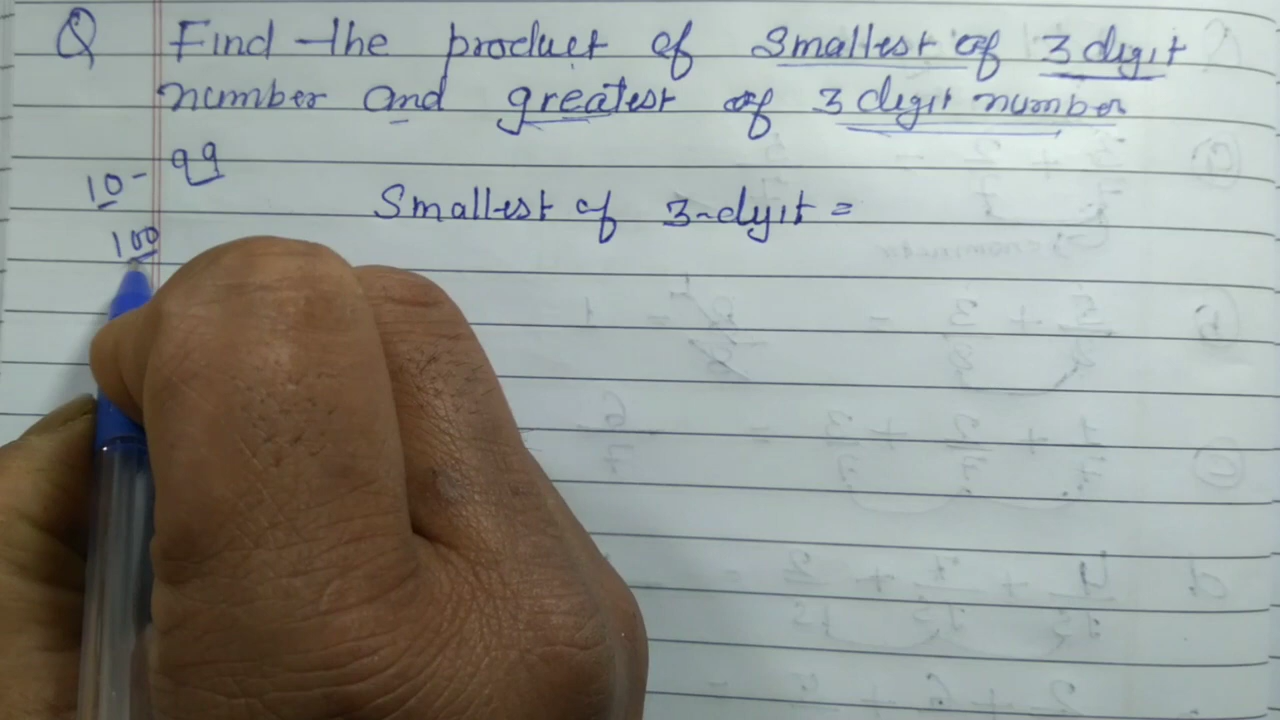 Q Find the product of Smallest of 3 digit
number and greatest of 3 digit number
10 - 99
Smallest of 3-digit =
100